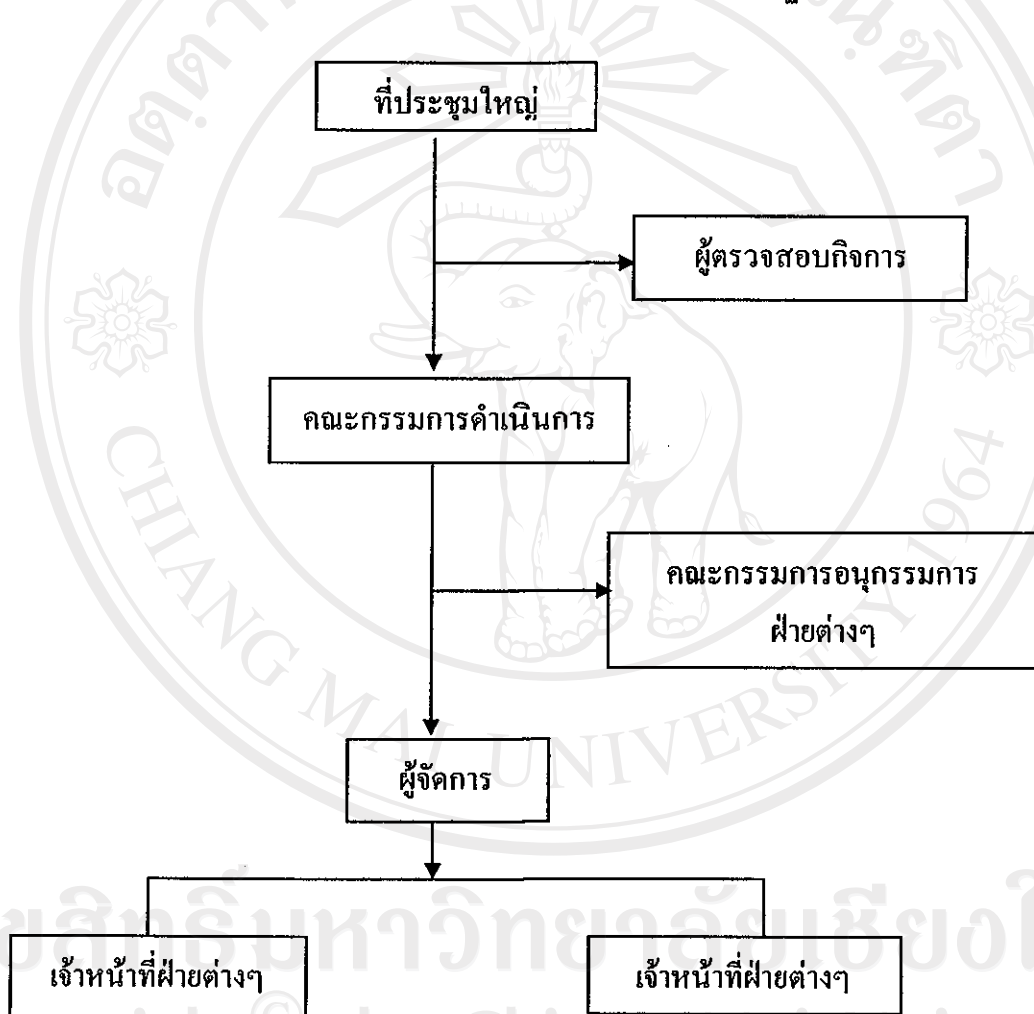 ที่ประชุมใหญ่
ผู้ตรวจสอบกิจการ
คณะกรรมการดำเนินการ
คณะกรรมการอนุกรรมการ
ฝ่ายต่างๆ
ผู้จัดการ
เจ้าหน้าที่ฝ่ายต่างๆ
เจ้าหน้าที่ฝ่ายต่างๆ
CHIANG MAI UNIVERSITY 1964